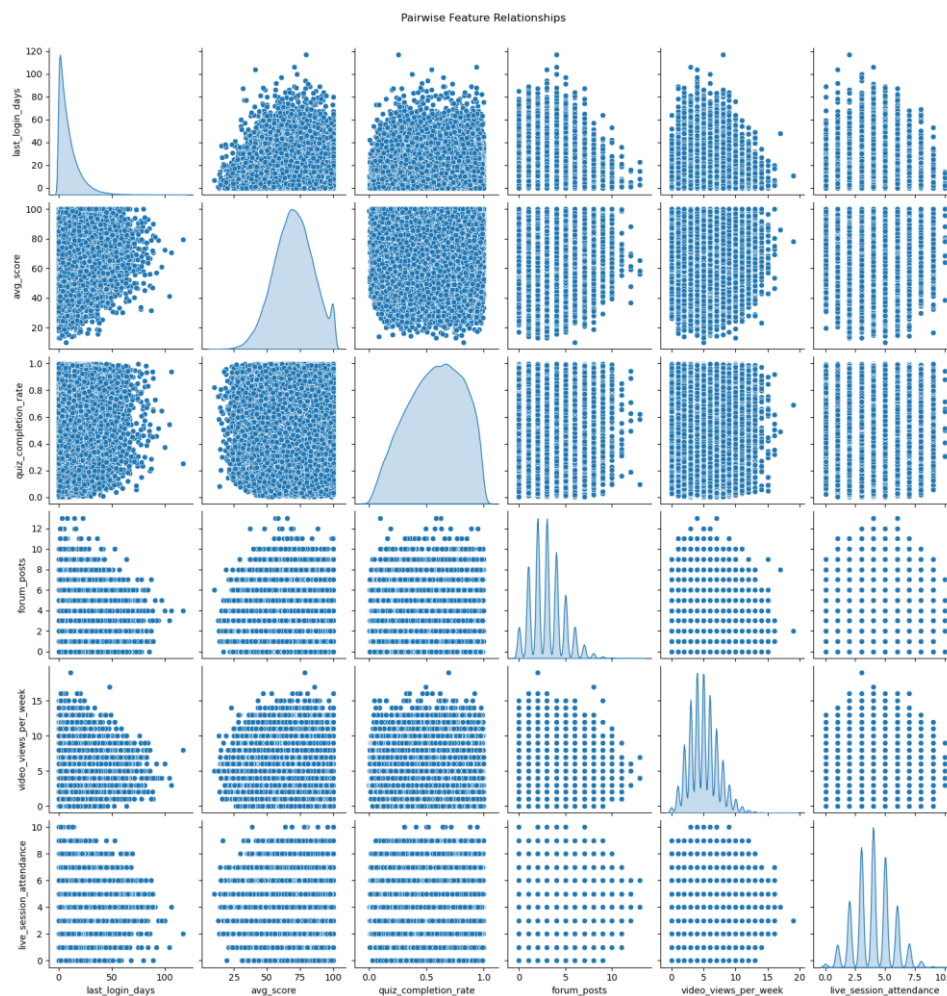 Pairwise Feature Relationships
120
100
80
60
40
20
0
last_login_days
100
80
60
40
20
avg_score
1.0
0.8
0.6
0.4
0.2
0.0
quiz_completion_rate
12
10
8
6
4
2
0
forum_posts
15
10
5
0
video_views_per_week
10
8
6
4
2
0
live_session_attendance
0 50 100
25 50 75 100
0.0 0.5 1.0
0 5 10
0 5 10 15 20
0.0 2.5 5.0 7.5 10.0
last_login_days
avg_score
quiz_completion_rate
forum_posts
video_views_per_week
live_session_attendance